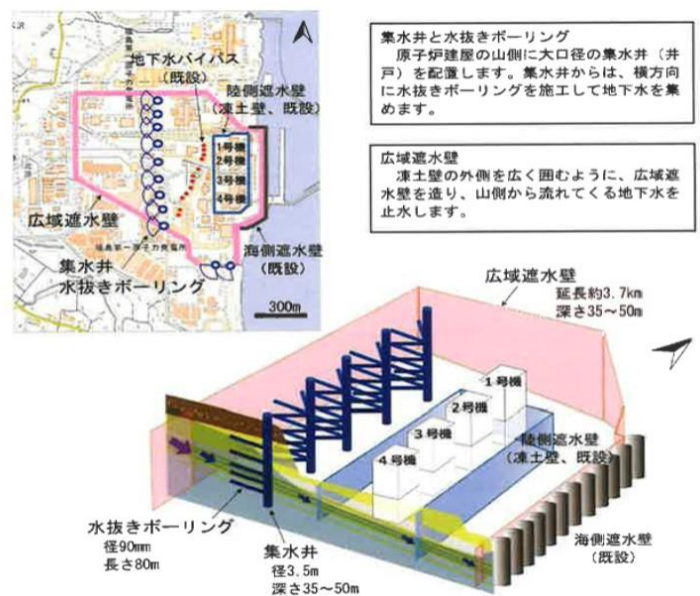 集水井と水抜きボーリング
原子炉建屋の山側に大口径の集水井（井
戸）を配置します。集水井からは、横方向
に水抜きボーリングを施工して地下水を集
めます。
広域遮水壁
凍土壁の外側を広く囲むように、広域遮
水壁を造り、山側から流れてくる地下水を
止水します。
地下水バイパス
（既設）
陸側遮水壁
（凍土壁、既設）
1号機
2号機
3号機
4号機
広域遮水壁
福島第一原子力発電所
海側遮水壁
（既設）
集水井
水抜きボーリング
300m
広域遮水壁
延長約3.7km
深さ35～50m
1号機
2号機
3号機
4号機
陸側遮水壁
（凍土壁、既設）
水抜きボーリング
径90mm
長さ80m
集水井
径3.5m
深さ35～50m
海側遮水壁
（既設）